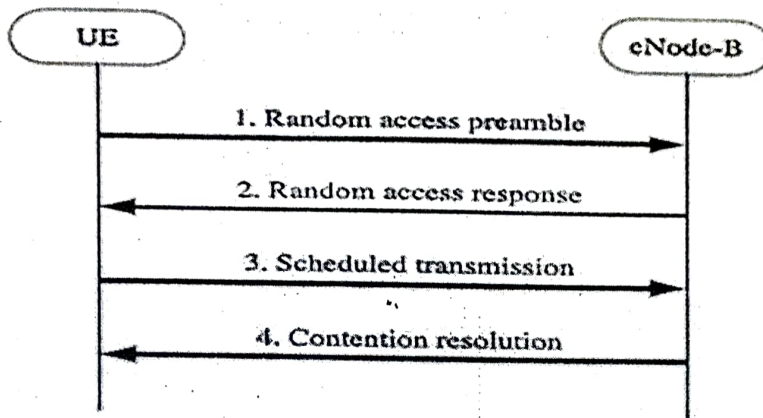 UE
eNode-B
1. Random access preamble
2. Random access response
3. Scheduled transmission
4. Contention resolution